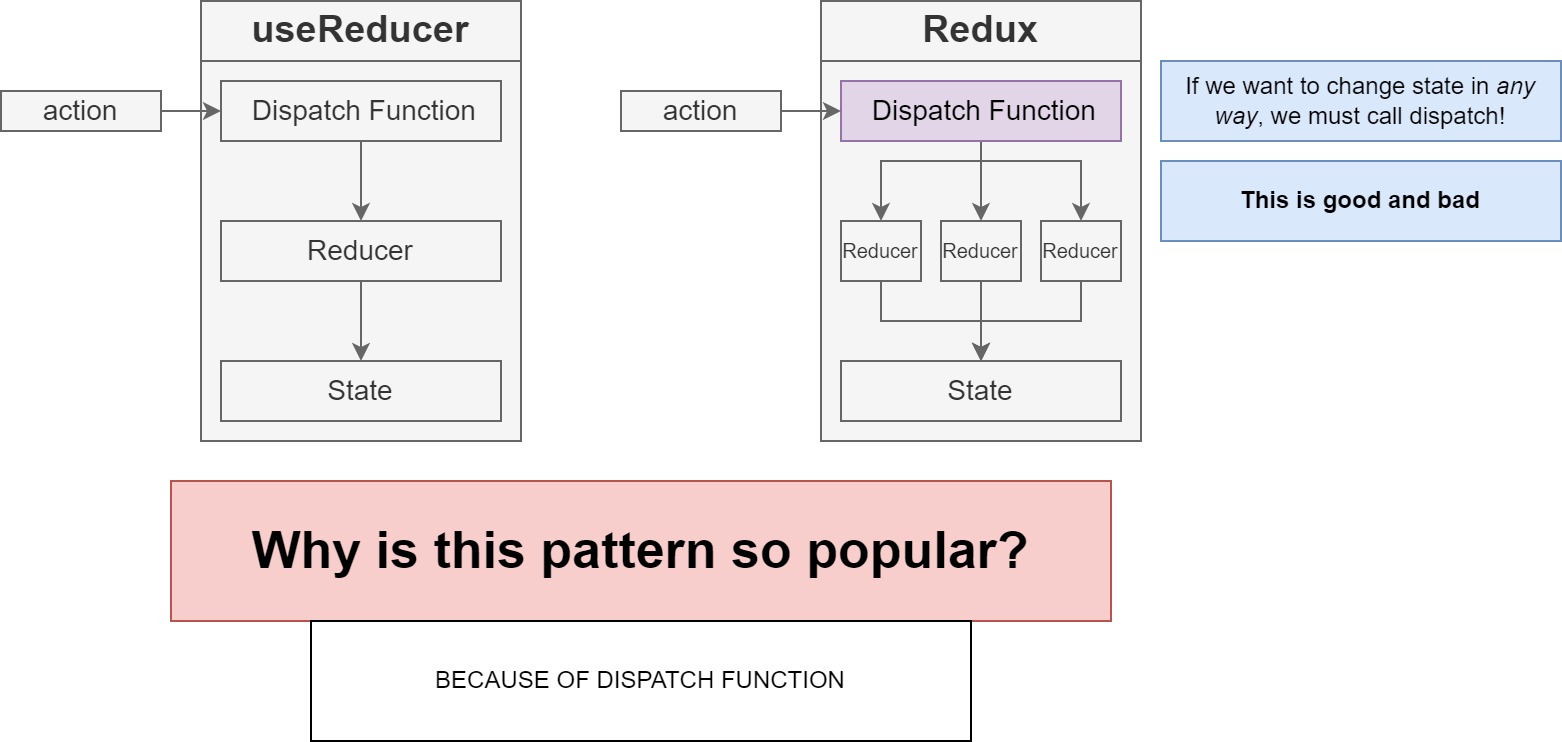 useReducer
action
Dispatch Function
Reducer
State
Redux
action
Dispatch Function
Reducer
Reducer
Reducer
State
If we want to change state in any
way, we must call dispatch!
This is good and bad
Why is this pattern so popular?
BECAUSE OF DISPATCH FUNCTION